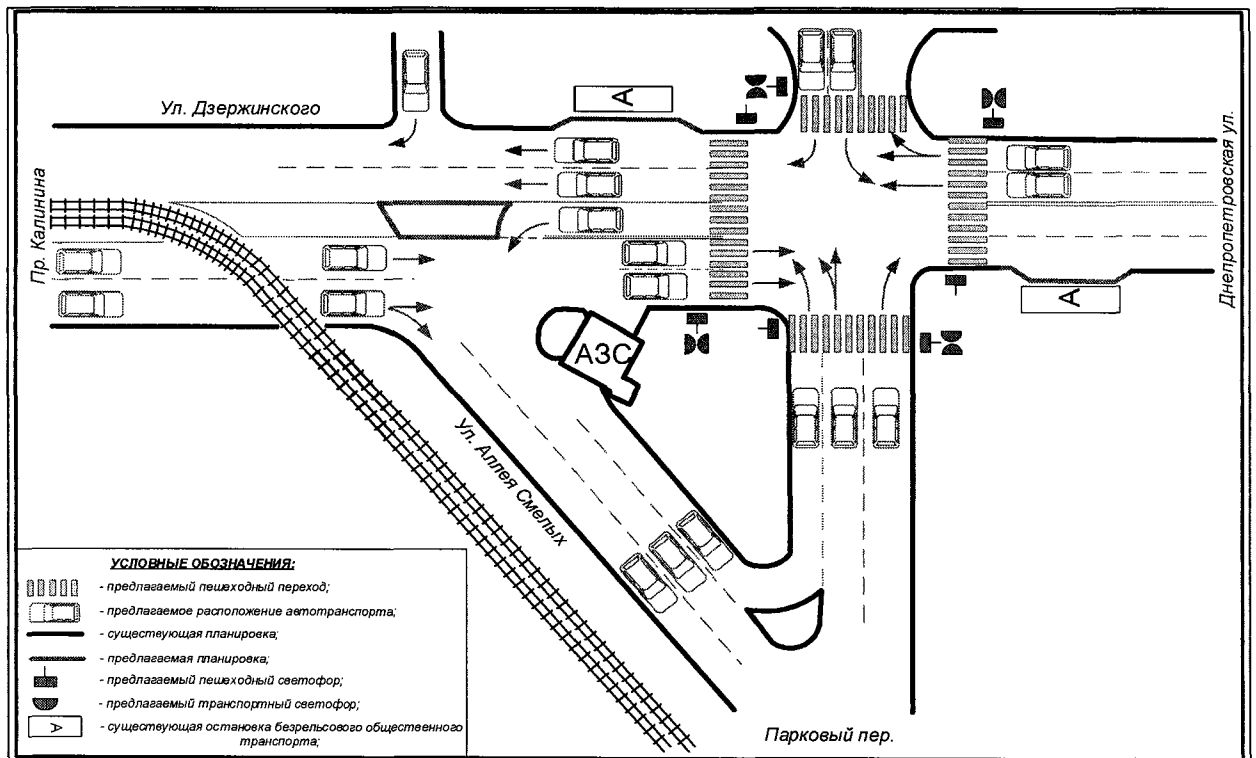 Ул. Дзержинского
А
Пр. Калинина
Днепропетровская ул.
А
АЗС
Ул. Аллея Смелых
УСЛОВНЫЕ ОБОЗНАЧЕНИЯ:
- предлагаемый пешеходный переход;
- предлагаемое расположение автотранспорта;
- существующая планировка;
- предлагаемая планировка;
- предлагаемый пешеходный светофор;
- предлагаемый транспортный светофор;
А
- существующая остановка безрельсового общественного
транспорта;
Парковый пер.